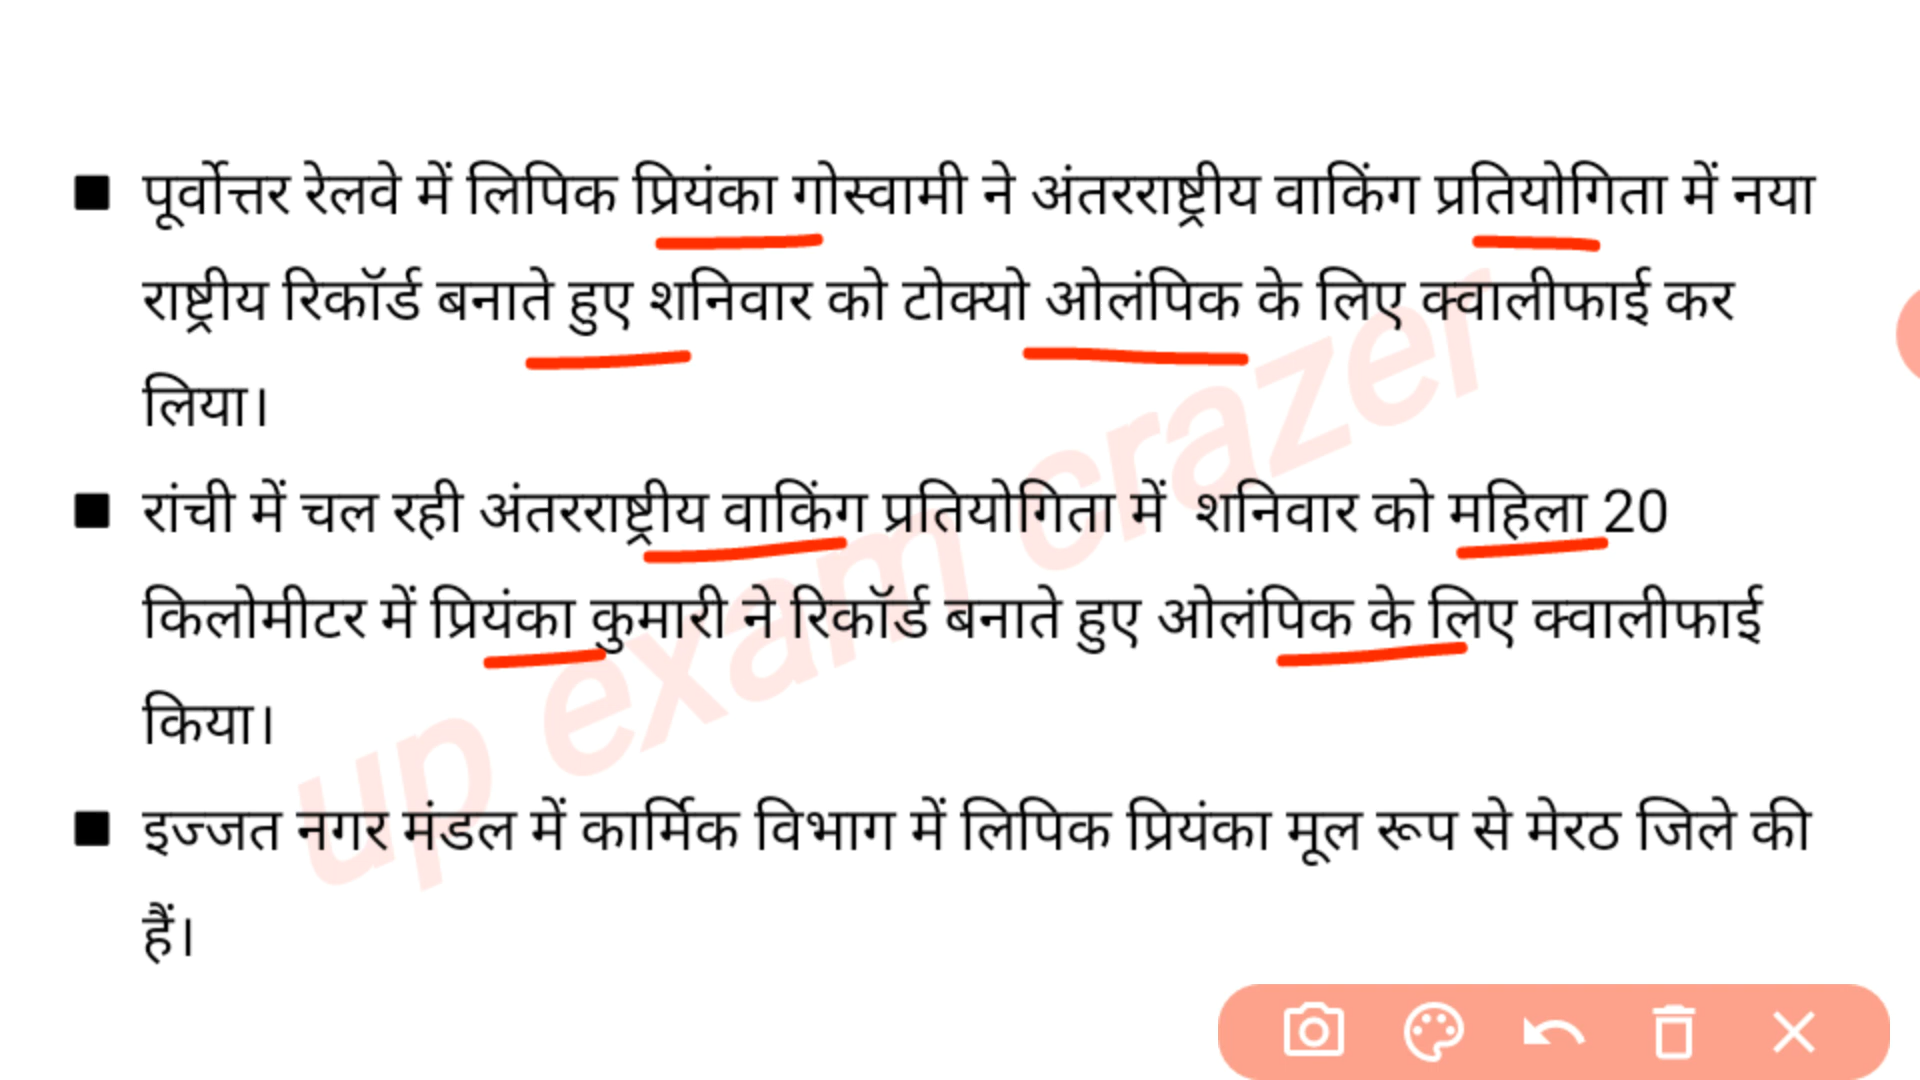 ■ पूर्वोत्तर रेलवे में लिपिक प्रियंका गोस्वामी ने अंतरराष्ट्रीय वाकिंग प्रतियोगिता में नया
राष्ट्रीय रिकॉर्ड बनाते हुए शनिवार को टोक्यो ओलंपिक के लिए क्वालीफाई कर
लिया।
■ रांची में चल रही अंतरराष्ट्रीय वाकिंग प्रतियोगिता में शनिवार को महिला 20
किलोमीटर में प्रियंका कुमारी ने रिकॉर्ड बनाते हुए ओलंपिक के लिए क्वालीफाई
किया।
■ इज्जत नगर मंडल में कार्मिक विभाग में लिपिक प्रियंका मूल रूप से मेरठ जिले की
हैं।
up exam crazer